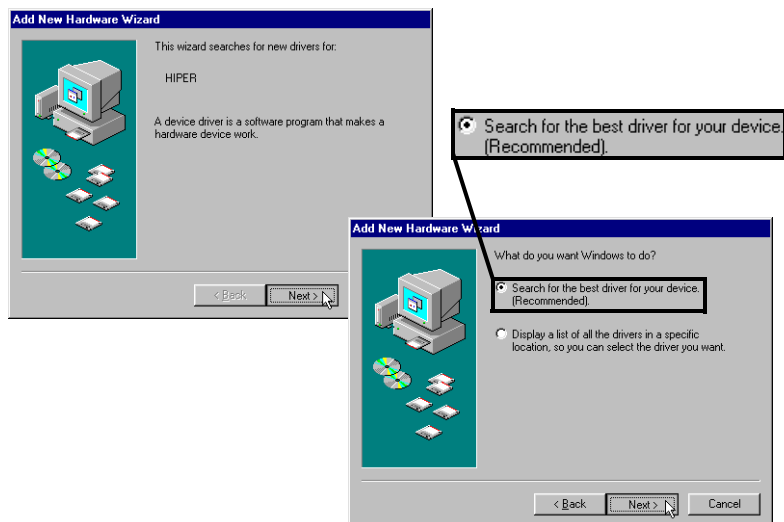 Add New Hardware Wizard
This wizard searches for new drivers for:
HIPER
A device driver is a software program that makes a
hardware device work.
< Back
Next >
Search for the best driver for your device.
(Recommended).
Add New Hardware Wizard
What do you want Windows to do?
Search for the best driver for your device.
(Recommended).
Display a list of all the drivers in a specific
location, so you can select the driver you want.
< Back
Next >
Cancel